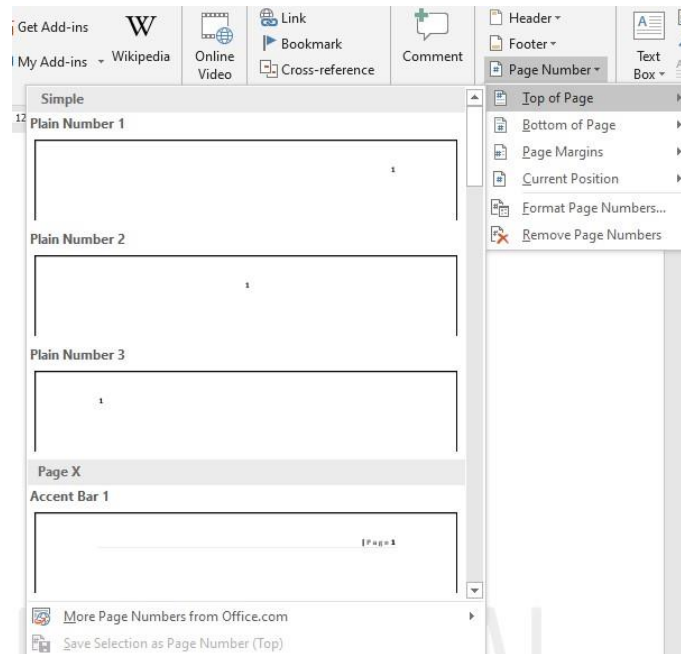 Get Add-ins
My Add-ins
Wikipedia
Online
Video
Link
Bookmark
Cross-reference
Comment
Header
Footer
Page Number
Text
Box
Simple
12
Plain Number 1
1
Plain Number 2
1
Plain Number 3
1
Page X
Accent Bar 1
|Page 1
More Page Numbers from Office.com
Save Selection as Page Number (Top)
Top of Page
Bottom of Page
Page Margins
Current Position
Format Page Numbers...
Remove Page Numbers